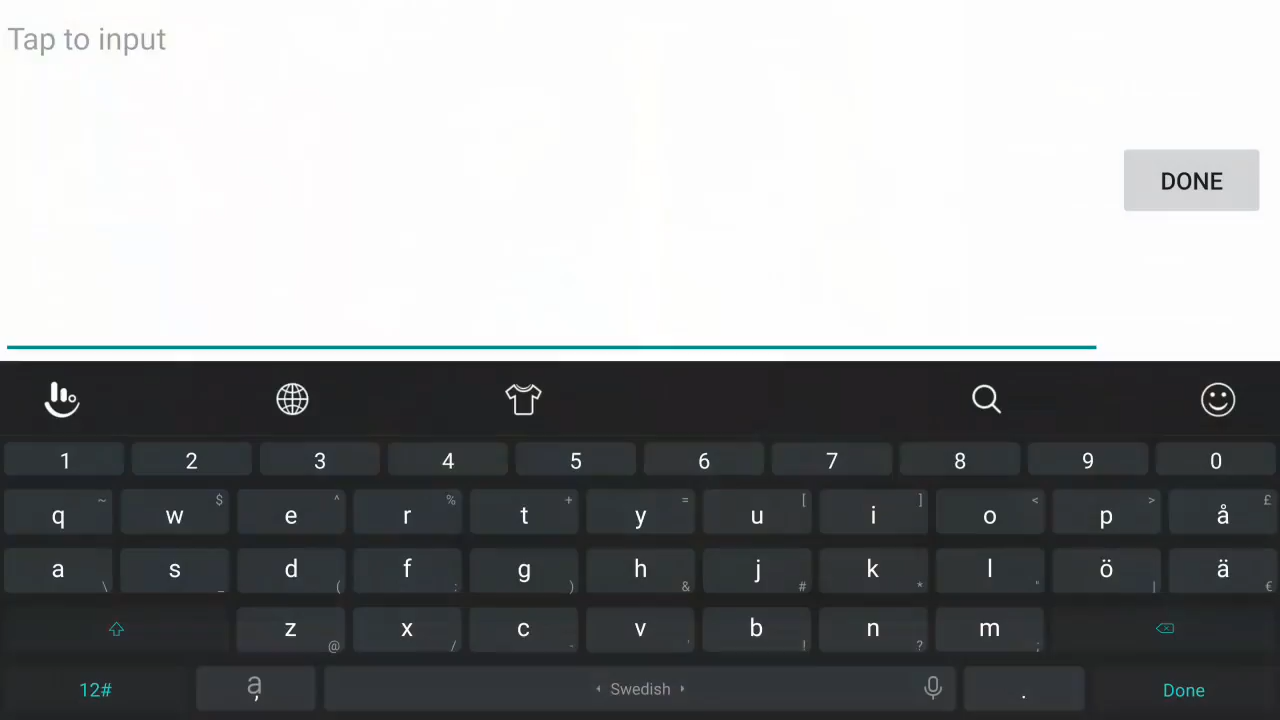 Tap to input
DONE
1 2 3 4 5 6 7 8 9 0
q ~ w $ e ^ r % t + y = u [ i ] o < p > å £
a \ s _ d ( f : g ) h & j # k * l " ö | ä €
z @ x / c - v ' b ! n ? m ;
12# a , Swedish . Done